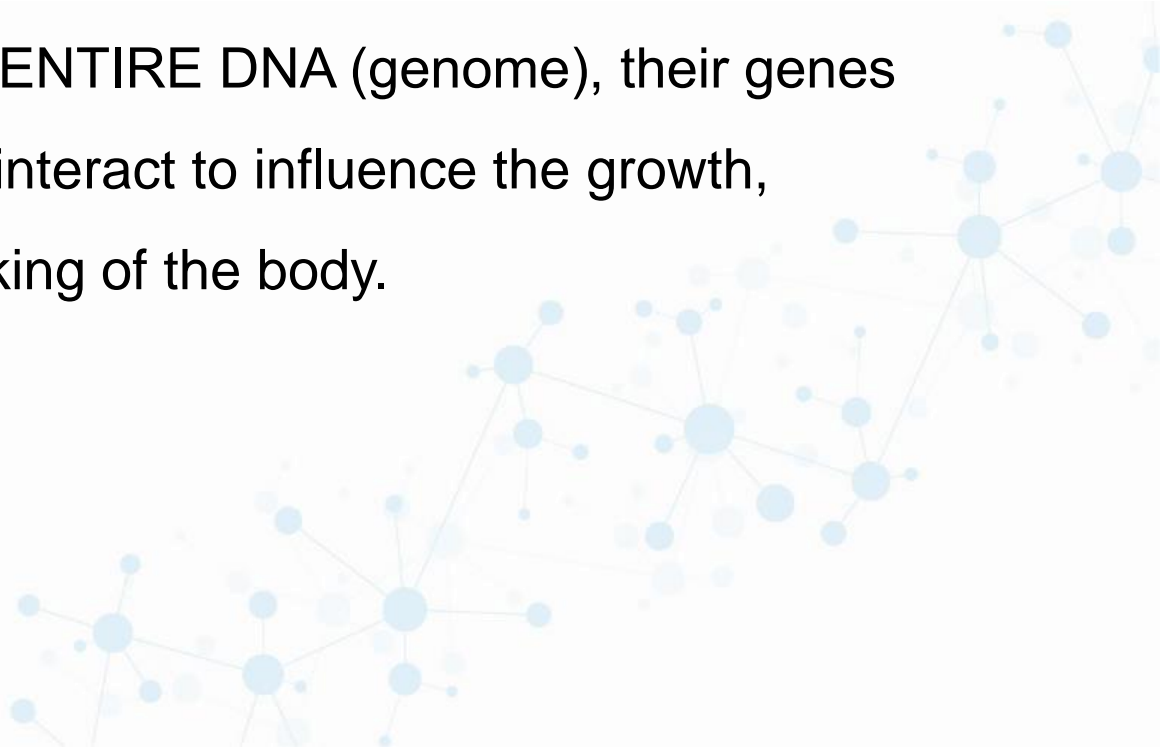 ENTIRE DNA (genome), their genes
interact to influence the growth,
king of the body.